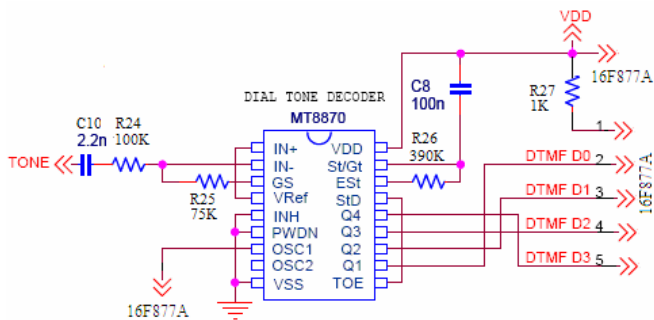 VDD
16F877A
DIAL TONE DECODER
MT8870
C8
100n
R27
1K
C10
2.2n
R24
100K
R26
390K
TONE
R25
75K
IN+
IN-
GS
VRef
INH
PWDN
OSC1
OSC2
VSS
VDD
St/Gt
ESt
StD
Q4
Q3
Q2
Q1
TOE
1
DTMF D0 2
DTMF D1 3
DTMF D2 4
DTMF D3 5
16F877A
16F877A